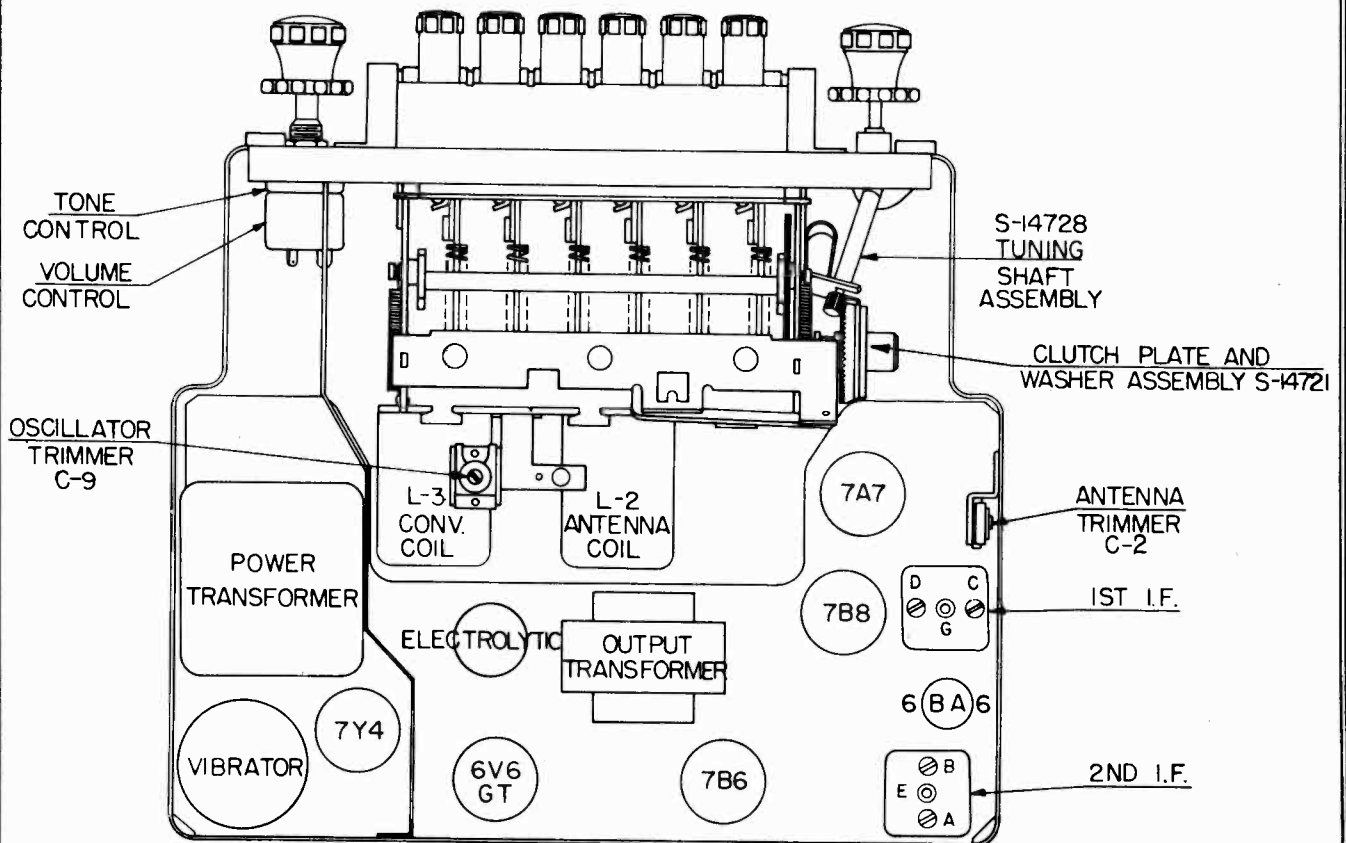 TONE
CONTROL
VOLUME
CONTROL
S-14728
TUNING
SHAFT
ASSEMBLY
CLUTCH PLATE AND
WASHER ASSEMBLY S-14721
OSCILLATOR
TRIMMER
C-9
L-3
CONV.
COIL
L-2
ANTENNA
COIL
7A7
ANTENNA
TRIMMER
C-2
POWER
TRANSFORMER
7B8
D C
G
1ST I.F.
ELECTROLYTIC
OUTPUT
TRANSFORMER
6BA6
7Y4
VIBRATOR
6V6
GT
7B6
B
E
A
2ND I.F.